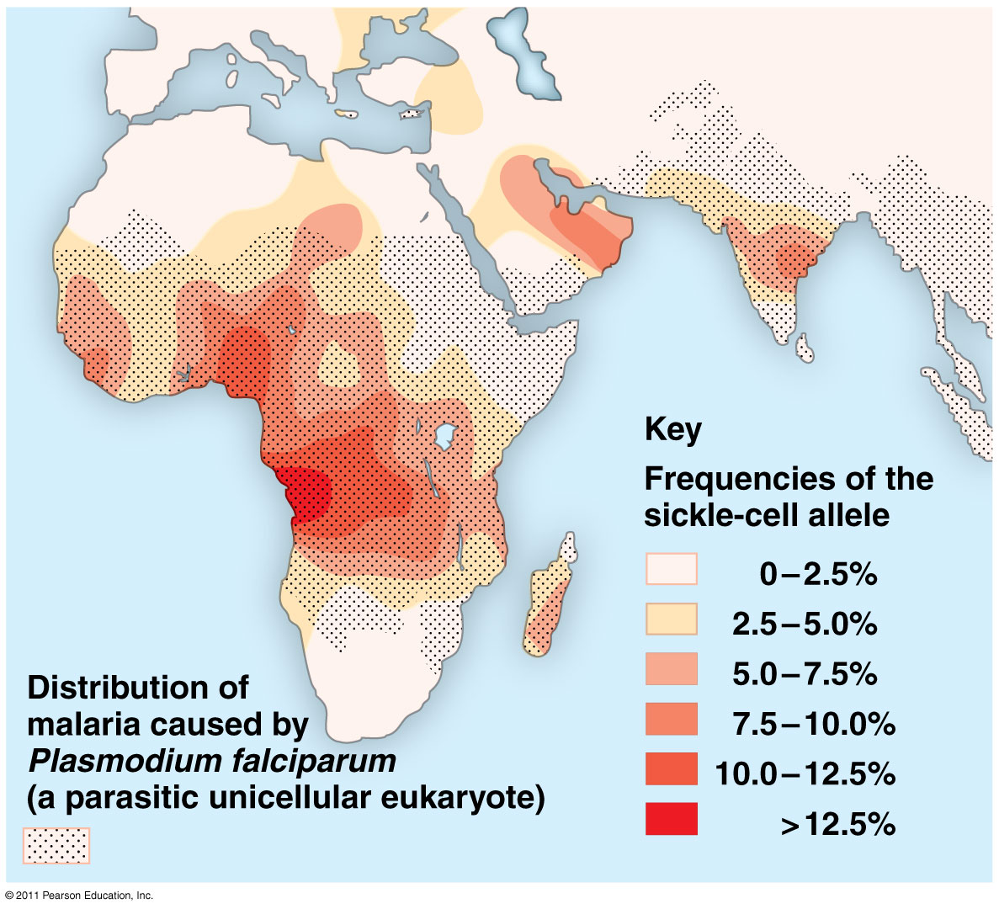 Key
Frequencies of the
sickle-cell allele
0–2.5%
2.5–5.0%
5.0–7.5%
7.5–10.0%
10.0–12.5%
>12.5%
Distribution of
malaria caused by
Plasmodium falciparum
(a parasitic unicellular eukaryote)
© 2011 Pearson Education, Inc.